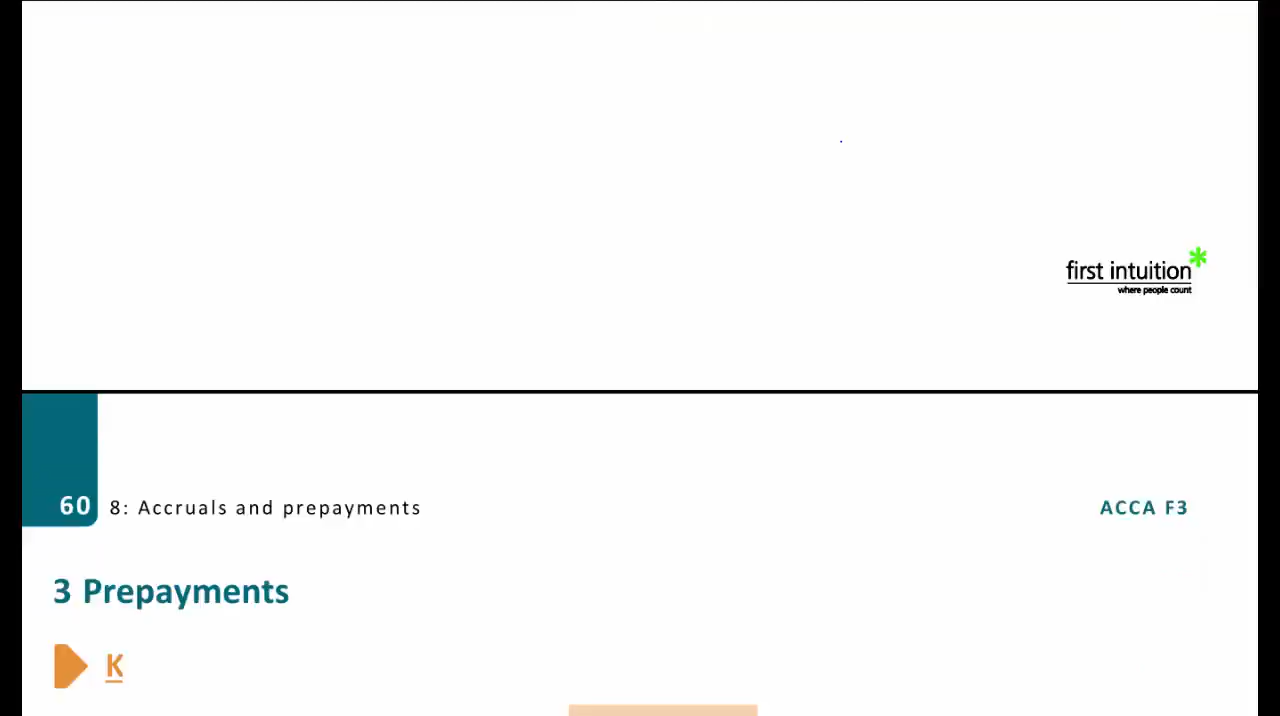 first intuition*
where people count
60 8: Accruals and prepayments ACCA F3
3 Prepayments
K